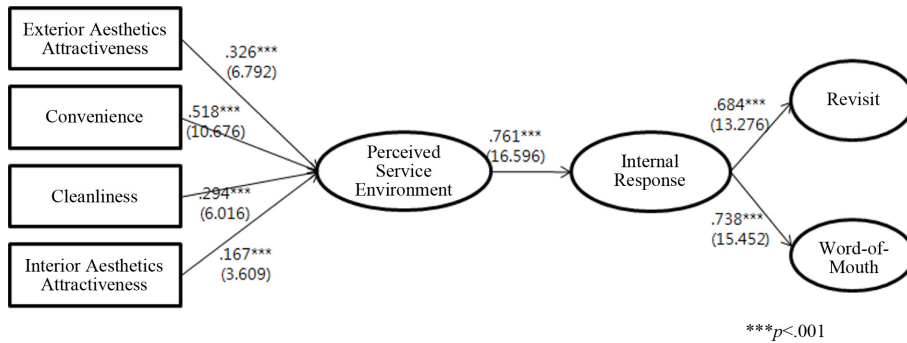 Exterior Aesthetics
Attractiveness
.326***
(6.792)
Convenience
.518***
(10.676)
Cleanliness
.294***
(6.016)
Interior Aesthetics
Attractiveness
.167***
(3.609)
Perceived
Service
Environment
.761***
(16.596)
Internal
Response
.684***
(13.276)
Revisit
.738***
(15.452)
Word-of-
Mouth
***p<.001